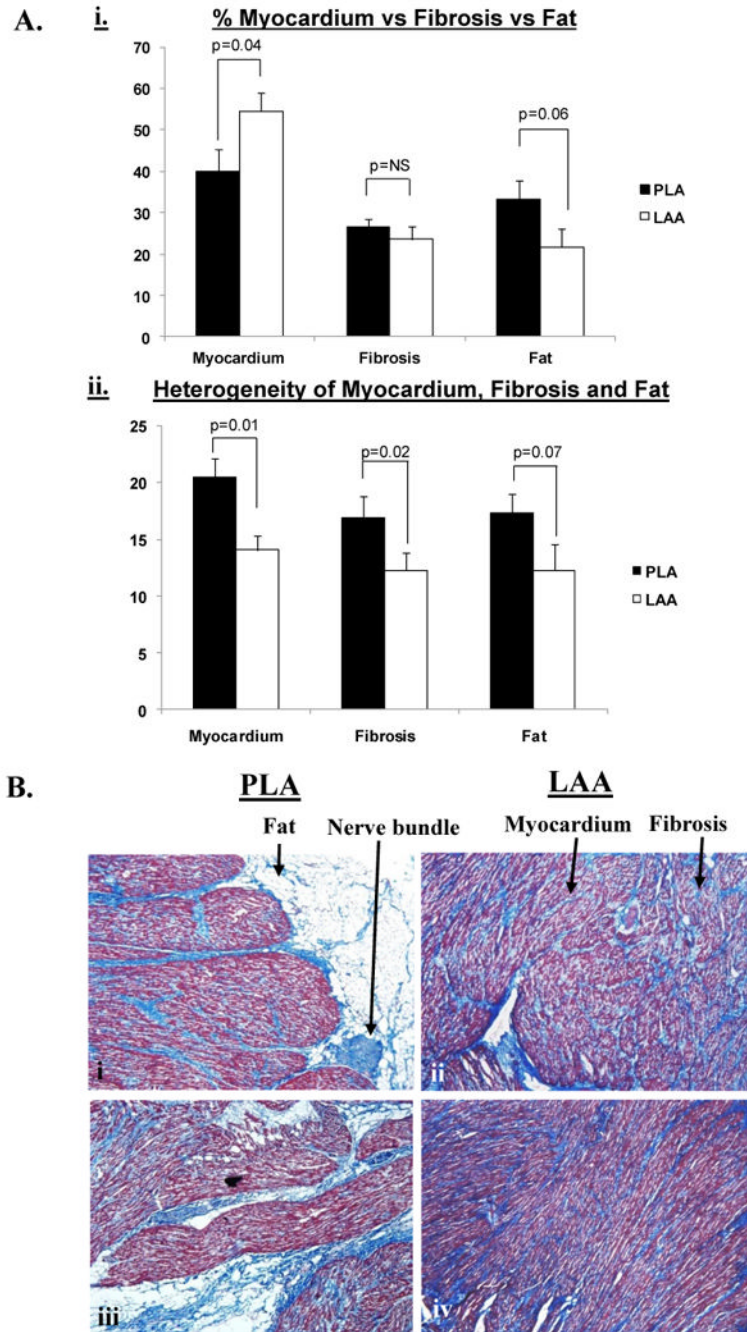 A.
i.
% Myocardium vs Fibrosis vs Fat
70
60
50
40
30
20
10
0
p=0.04
p=NS
p=0.06
PLA
LAA
Myocardium
Fibrosis
Fat
ii.
Heterogeneity of Myocardium, Fibrosis and Fat
25
20
15
10
5
0
p=0.01
p=0.02
p=0.07
PLA
LAA
Myocardium
Fibrosis
Fat
B.
PLA
LAA
Fat
Nerve bundle
Myocardium
Fibrosis
i
ii
iii
iv